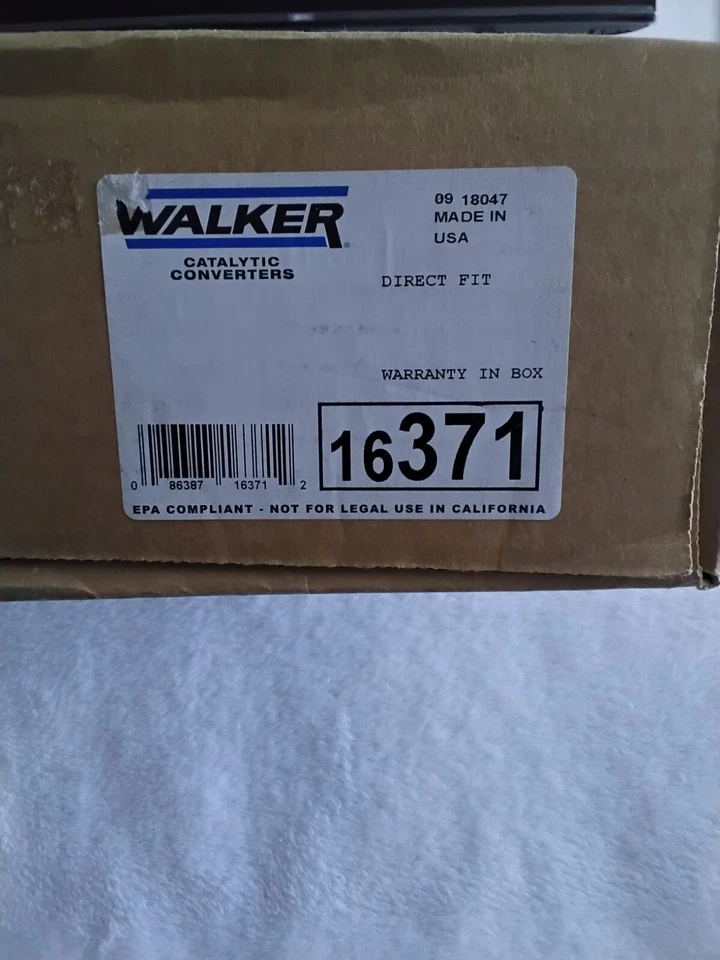 WALKER®
CATALYTIC
CONVERTERS
09 18047
MADE IN
USA
DIRECT FIT
WARRANTY IN BOX
16371
0 86387 16371 2
EPA COMPLIANT - NOT FOR LEGAL USE IN CALIFORNIA